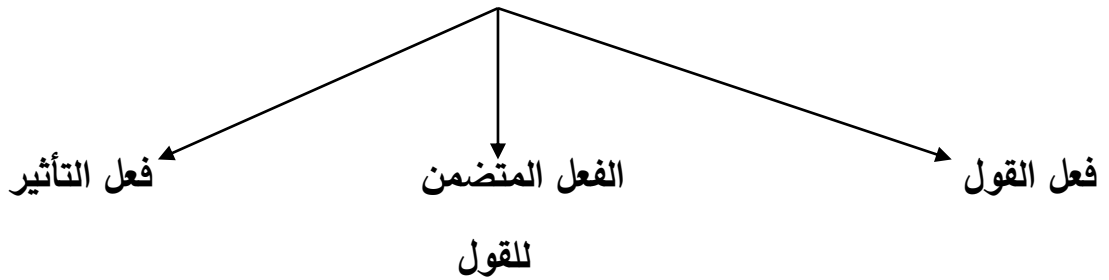 فعل القول
الفعل المتضمن
للقول
فعل التأثير